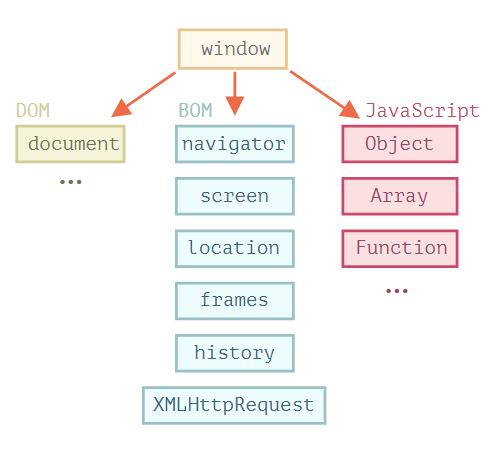 window
DOM
document
...
BOM
navigator
screen
location
frames
history
XMLHttpRequest
JavaScript
Object
Array
Function
...